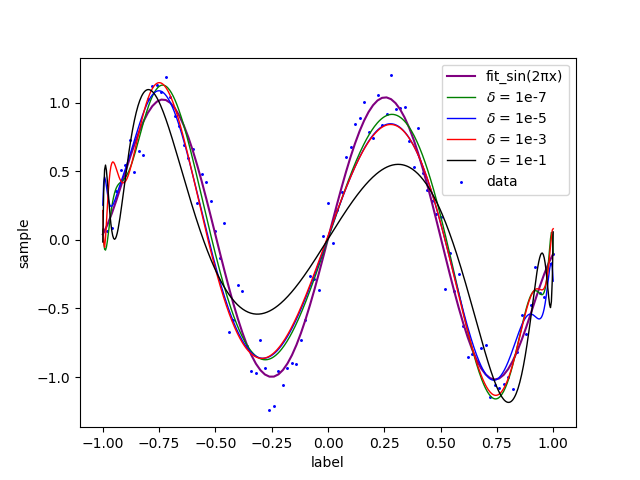 fit_sin(2πx)
δ = 1e-7
δ = 1e-5
δ = 1e-3
δ = 1e-1
data
1.0
0.5
0.0
−0.5
−1.0
sample
−1.00 −0.75 −0.50 −0.25 0.00 0.25 0.50 0.75 1.00
label